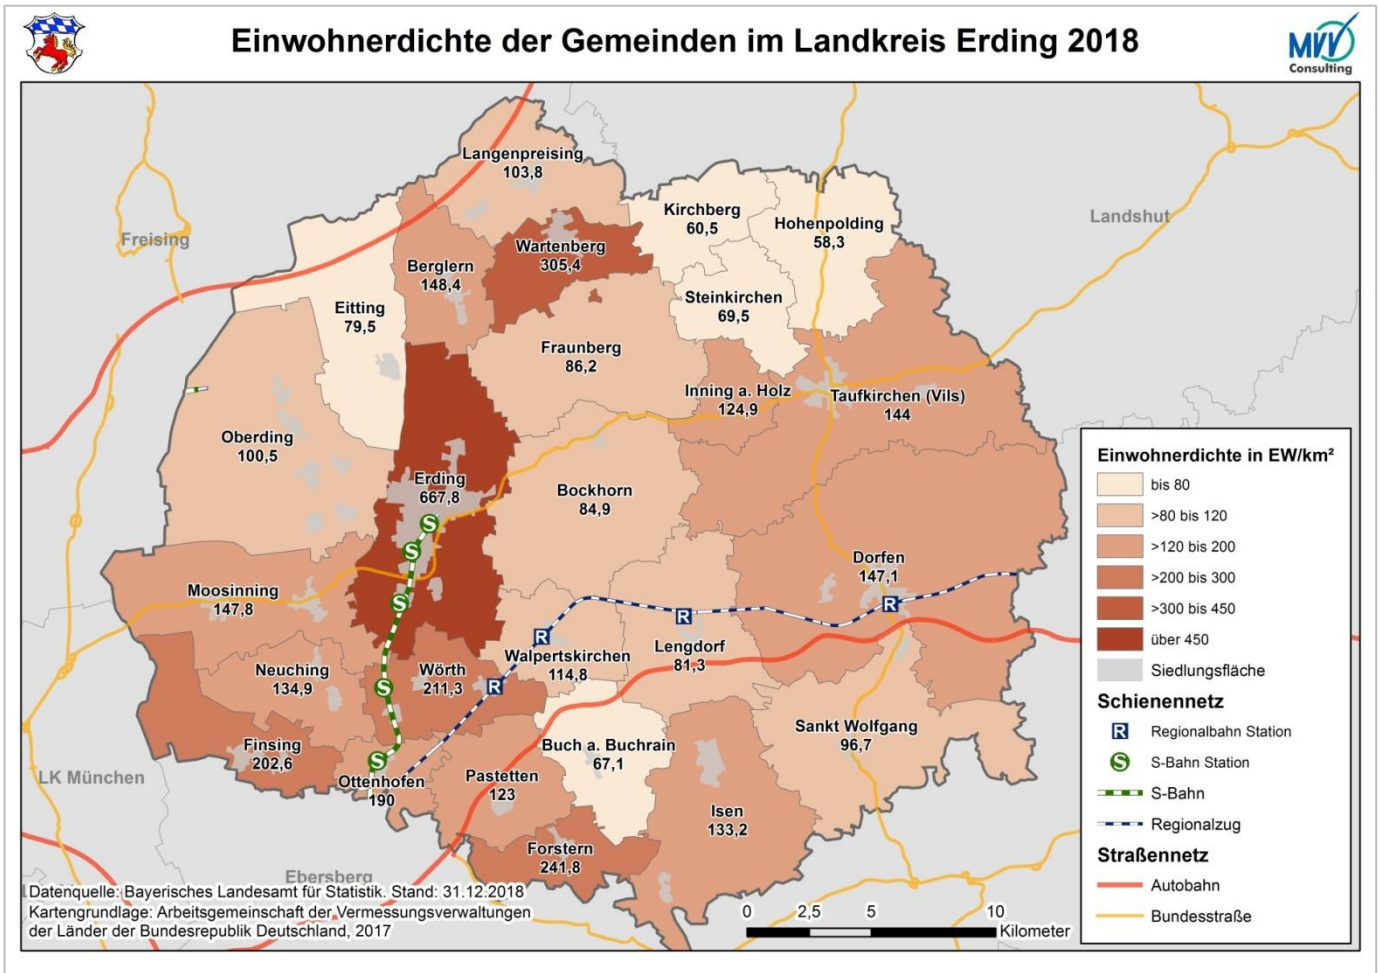 Einwohnerdichte der Gemeinden im Landkreis Erding 2018
MVV
Consulting
Langenpreising
103,8
Kirchberg
60,5
Hohenpolding
58,3
Landshut
Freising
Wartenberg
305,4
Berglern
148,4
Steinkirchen
69,5
Eitting
79,5
Fraunberg
86,2
Inning a. Holz
124,9
Taufkirchen (Vils)
144
Oberding
100,5
Erding
667,8
Bockhorn
84,9
S
S
S
Dorfen
147,1
R
Moosinning
147,8
R
R
Lengdorf
81,3
Walpertskirchen
114,8
Neuching
134,9
Wörth
211,3
S
R
Sankt Wolfgang
96,7
Finsing
202,6
Buch a. Buchrain
67,1
LK München
S
Ottenhofen
190
Pastetten
123
Isen
133,2
Forstern
241,8
Ebersberg
Einwohnerdichte in EW/km²
bis 80
>80 bis 120
>120 bis 200
>200 bis 300
>300 bis 450
über 450
Siedlungsfläche
Schienennetz
R Regionalbahn Station
S S-Bahn Station
S-Bahn
Regionalzug
Straßennetz
Autobahn
Bundesstraße
Datenquelle: Bayerisches Landesamt für Statistik. Stand: 31.12.2018
Kartengrundlage: Arbeitsgemeinschaft der Vermessungsverwaltungen
der Länder der Bundesrepublik Deutschland, 2017
0 2,5 5 10
Kilometer